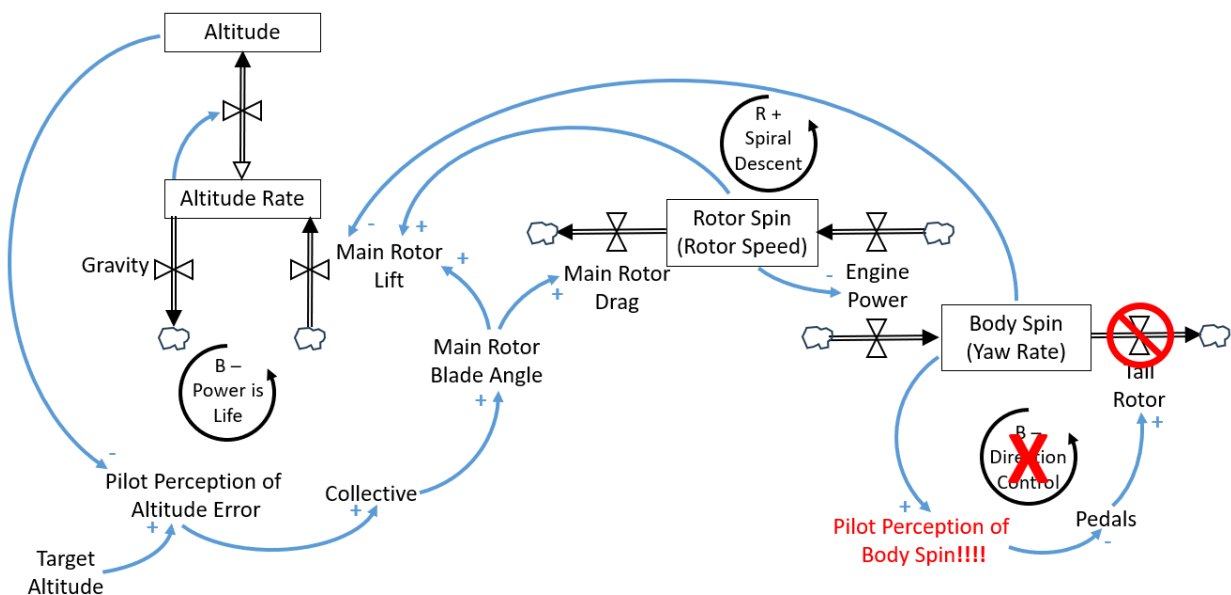 Altitude
R +
Spiral
Descent
Altitude Rate
Rotor Spin
(Rotor Speed)
-
+
Gravity
Main Rotor
Lift
+
Main Rotor
Drag
+
-
Engine
Power
Body Spin
(Yaw Rate)
Main Rotor
Blade Angle
B –
Power is
Life
+
Tail
Rotor
+
B –
Direction
Control
-
Pilot Perception of
Altitude Error
+
Collective
+
+
Pilot Perception of
Body Spin!!!!
Pedals
-
Target
Altitude